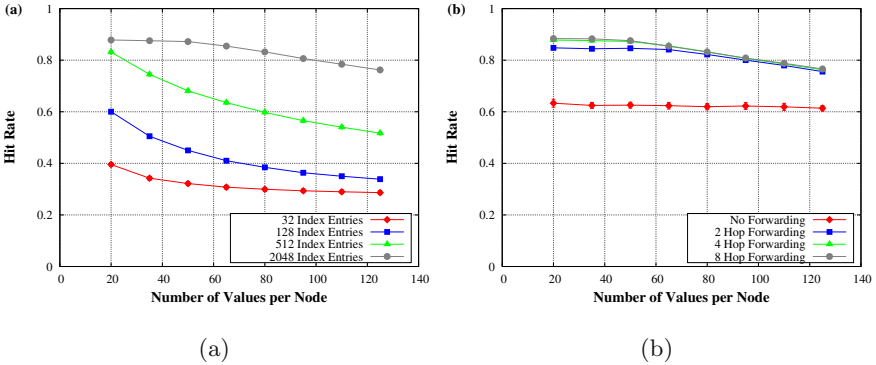 (a)
1
0.8
0.6
0.4
0.2
0
0 20 40 60 80 100 120 140
Hit Rate
Number of Values per Node
32 Index Entries
128 Index Entries
512 Index Entries
2048 Index Entries
(a)
(b)
1
0.8
0.6
0.4
0.2
0
0 20 40 60 80 100 120 140
Hit Rate
Number of Values per Node
No Forwarding
2 Hop Forwarding
4 Hop Forwarding
8 Hop Forwarding
(b)